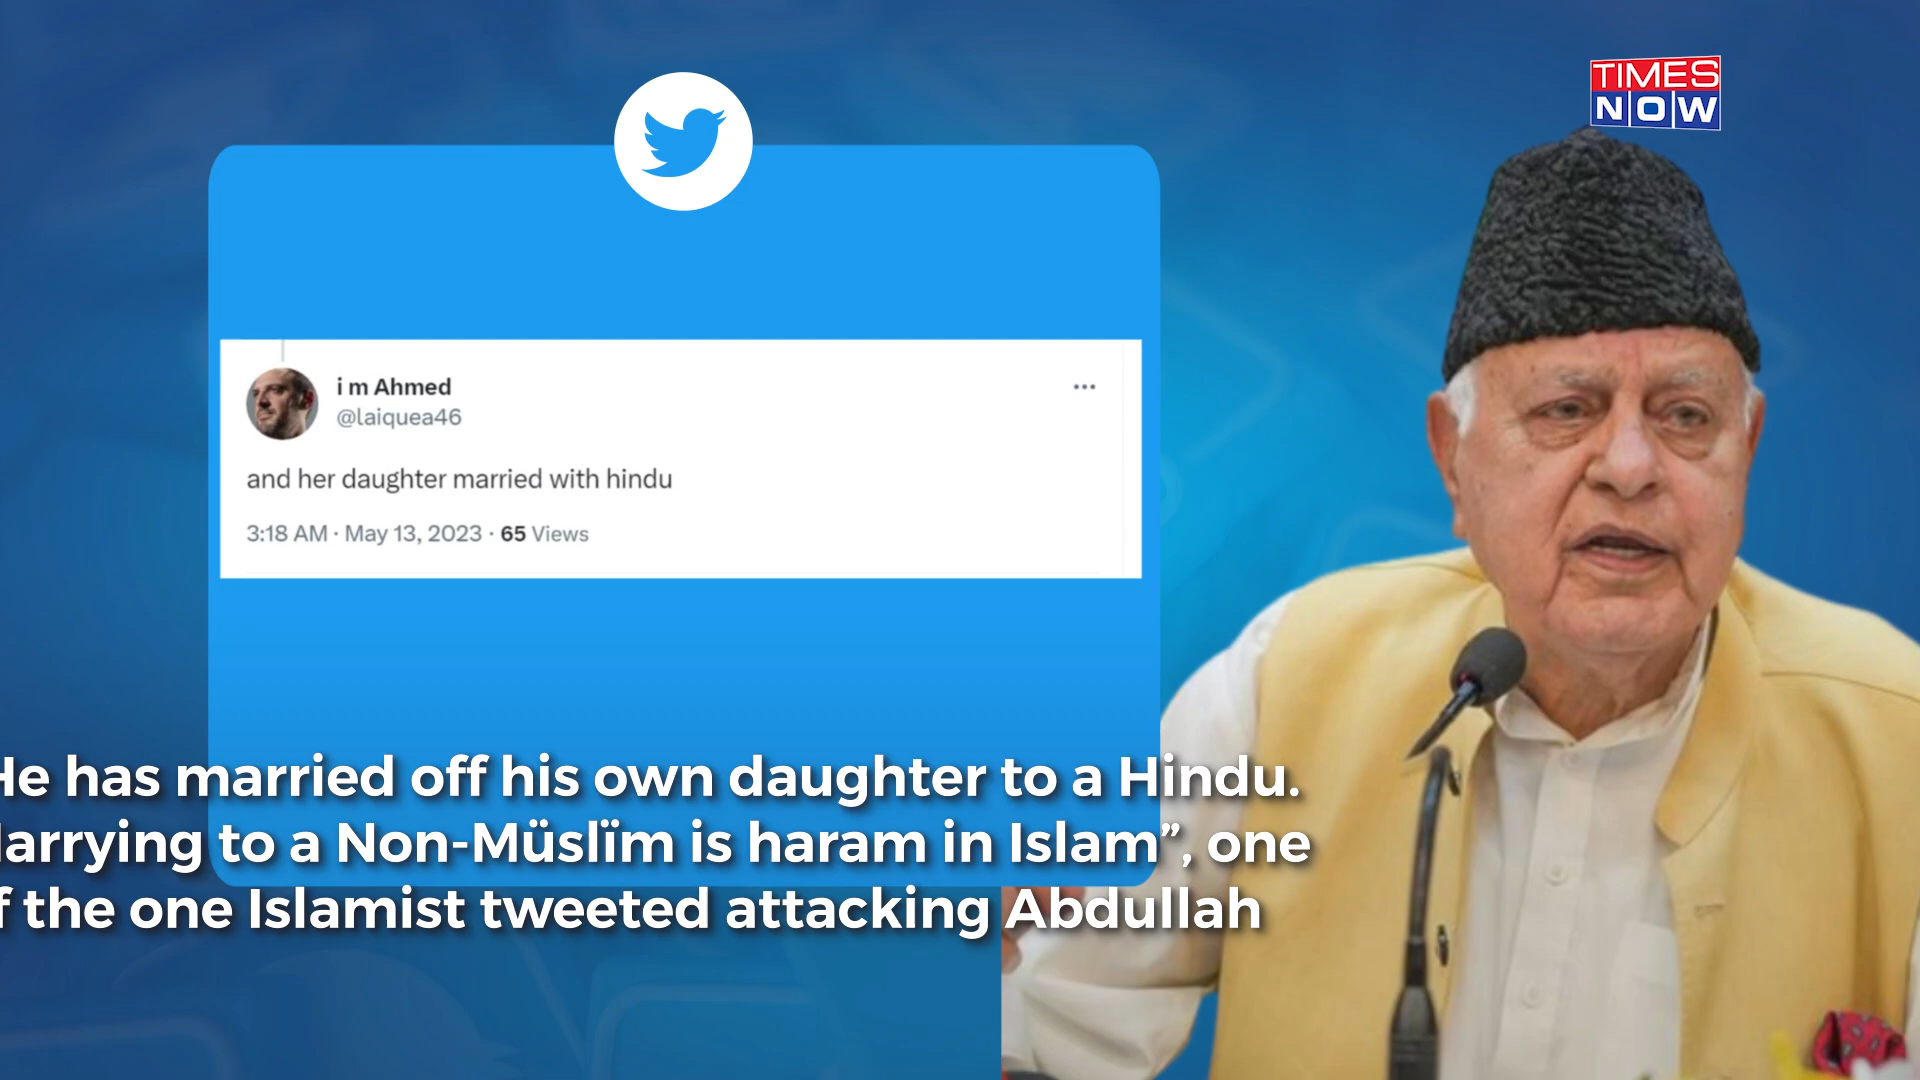 TIMES
NOW
i m Ahmed
@laiquea46
and her daughter married with hindu
3:18 AM · May 13, 2023 · 65 Views
He has married off his own daughter to a Hindu.
arrying to a Non-Müslïm is haram in Islam”, one
f the one Islamist tweeted attacking Abdullah